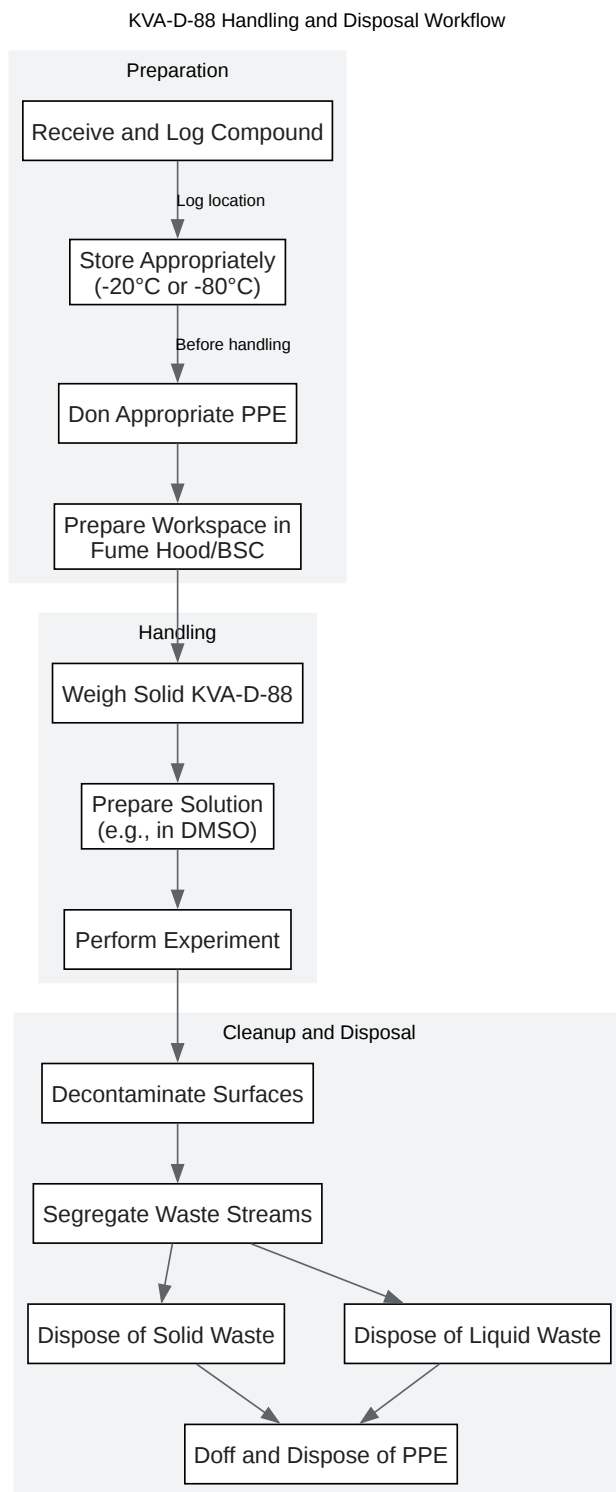 KVA-D-88 Handling and Disposal Workflow
Preparation
Receive and Log Compound
Log location
Store Appropriately
(-20°C or -80°C)
Before handling
Don Appropriate PPE
Prepare Workspace in
Fume Hood/BSC
Handling
Weigh Solid KVA-D-88
Prepare Solution
(e.g., in DMSO)
Perform Experiment
Cleanup and Disposal
Decontaminate Surfaces
Segregate Waste Streams
Dispose of Solid Waste
Dispose of Liquid Waste
Doff and Dispose of PPE